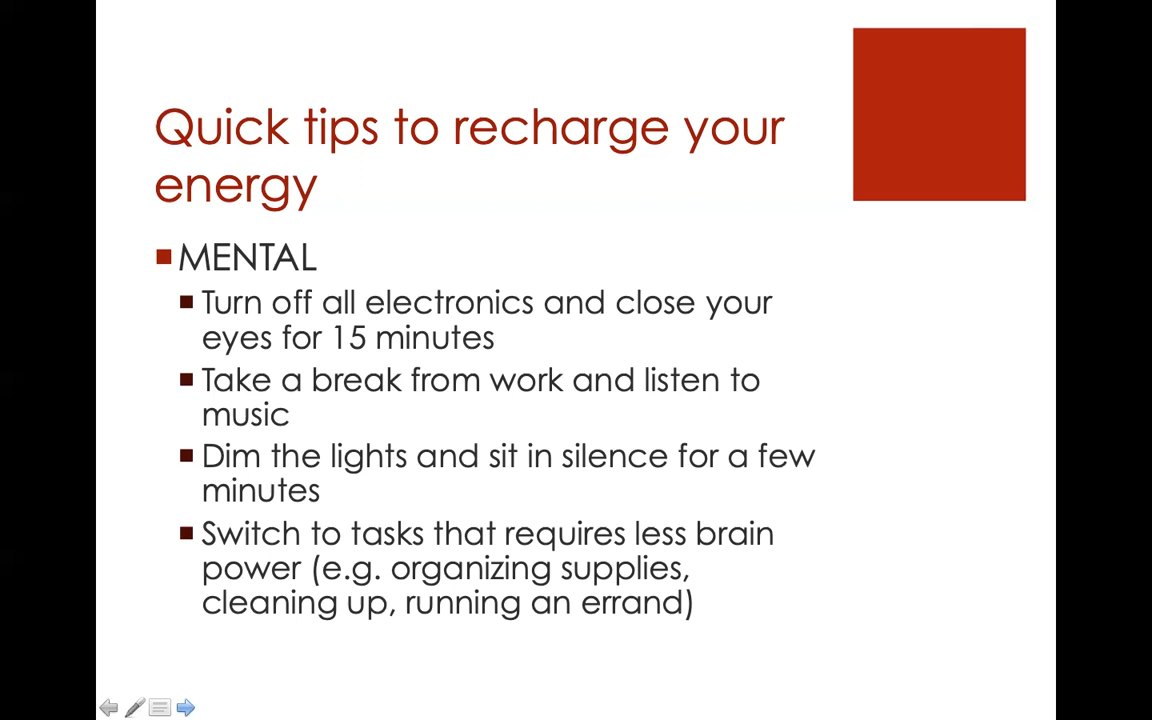 Quick tips to recharge your
energy
MENTAL
Turn off all electronics and close your
eyes for 15 minutes
Take a break from work and listen to
music
Dim the lights and sit in silence for a few
minutes
Switch to tasks that requires less brain
power (e.g. organizing supplies,
cleaning up, running an errand)